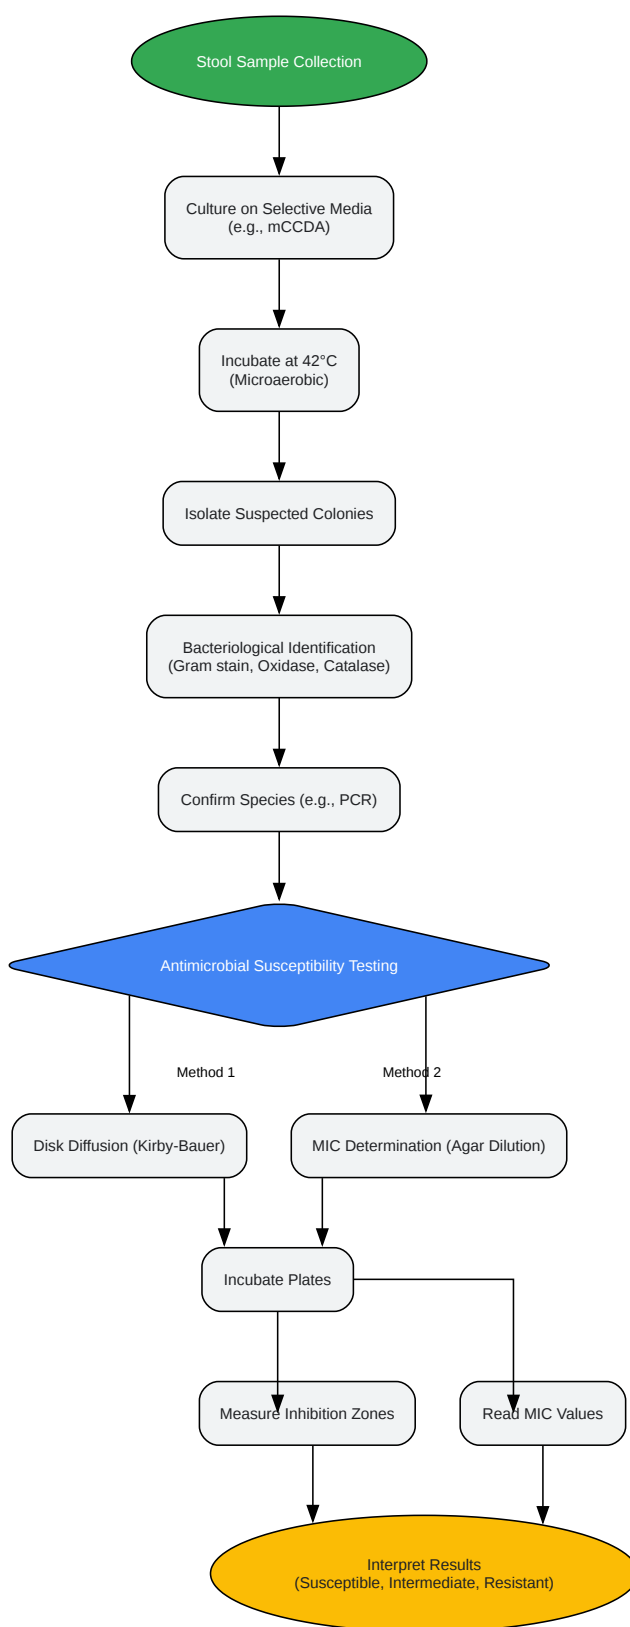 Stool Sample Collection
Culture on Selective Media
(e.g., mCCDA)
Incubate at 42°C
(Microaerobic)
Isolate Suspected Colonies
Bacteriological Identification
(Gram stain, Oxidase, Catalase)
Confirm Species (e.g., PCR)
Antimicrobial Susceptibility Testing
Method 1
Method 2
Disk Diffusion (Kirby-Bauer)
MIC Determination (Agar Dilution)
Incubate Plates
Measure Inhibition Zones
Read MIC Values
Interpret Results
(Susceptible, Intermediate, Resistant)